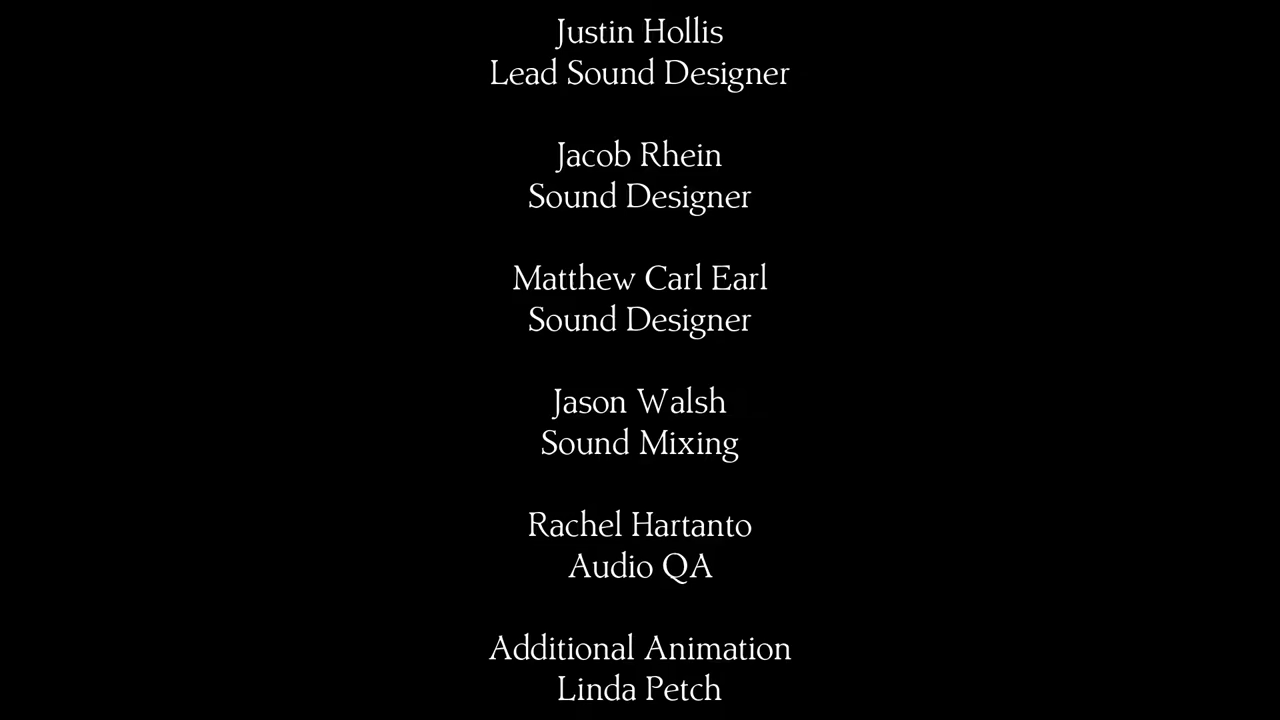 Justin Hollis
Lead Sound Designer
Jacob Rhein
Sound Designer
Matthew Carl Earl
Sound Designer
Jason Walsh
Sound Mixing
Rachel Hartanto
Audio QA
Additional Animation
Linda Petch